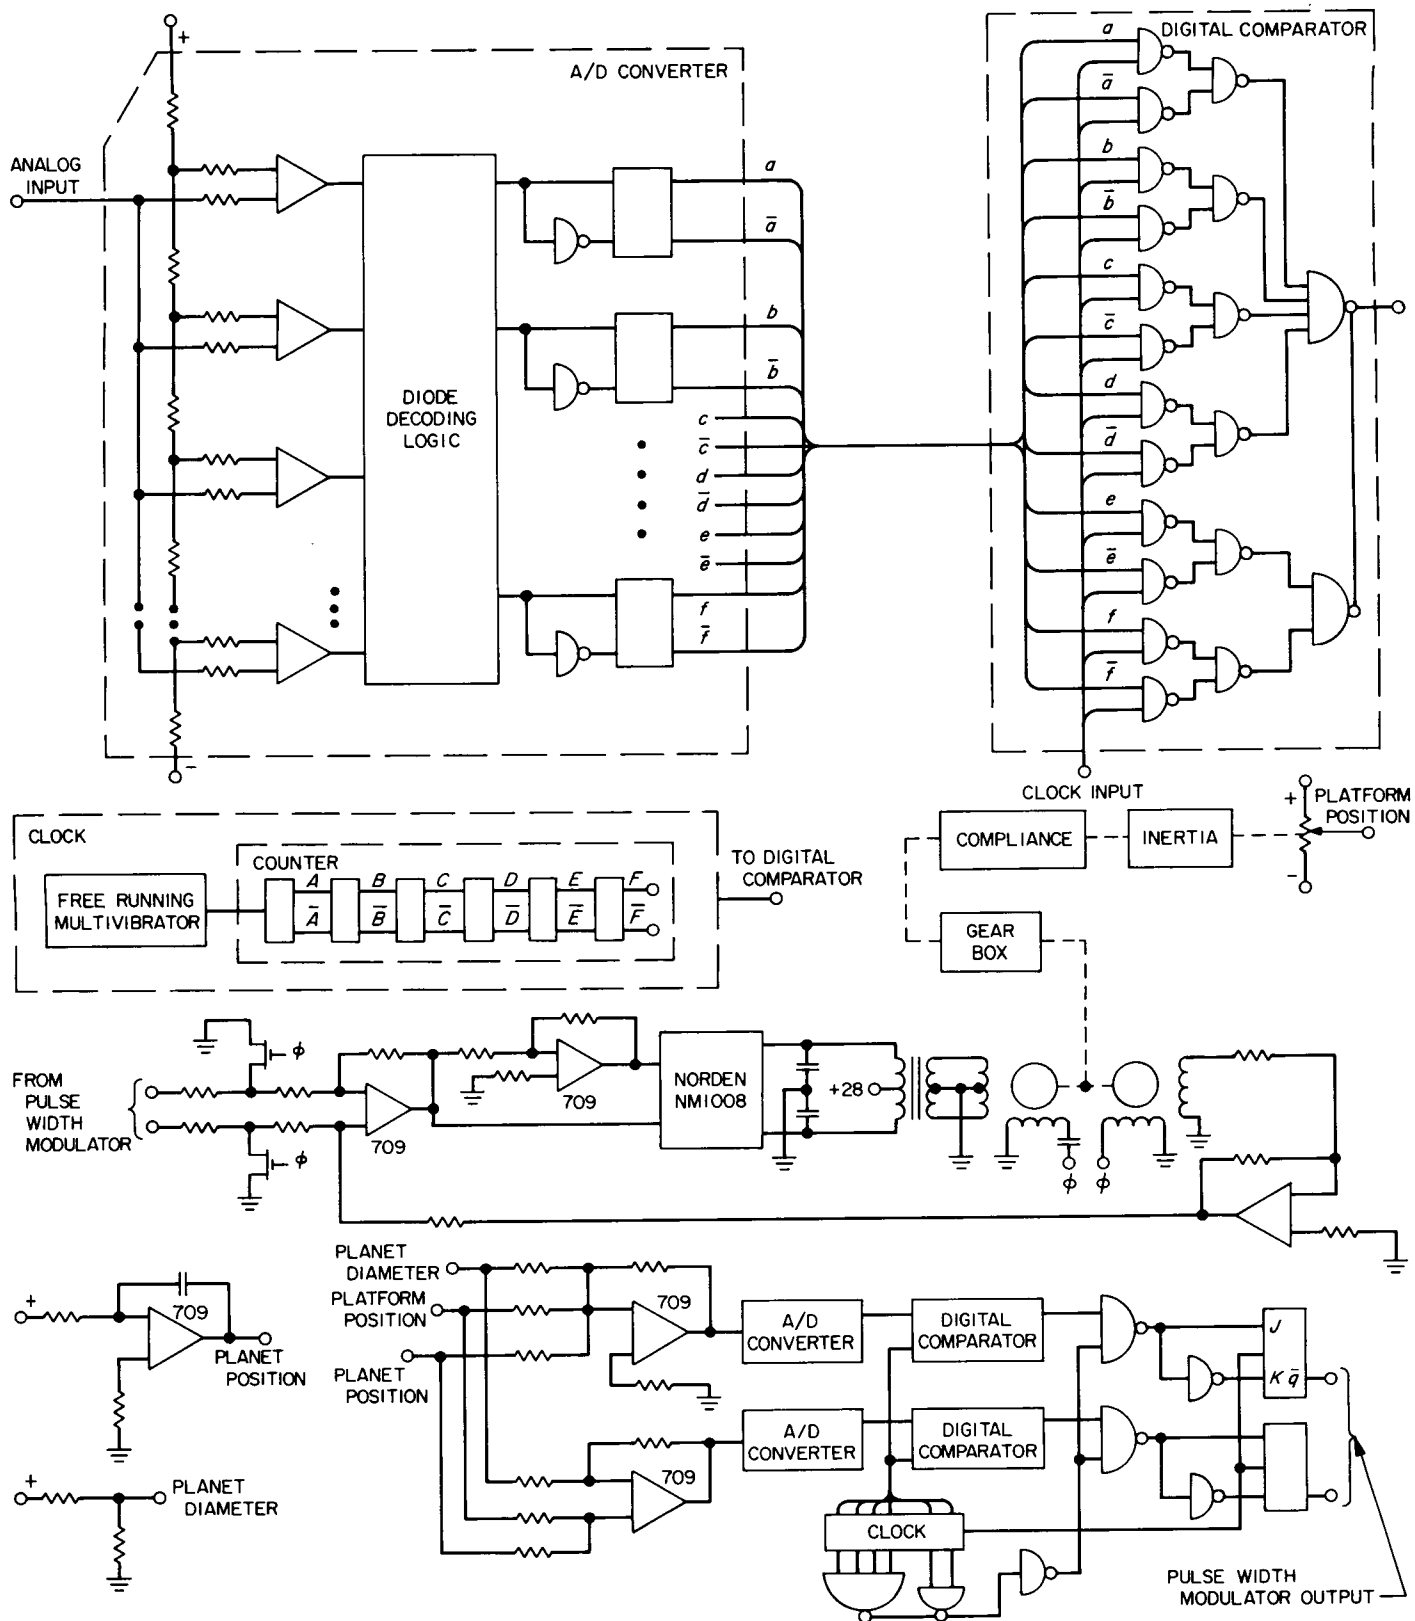 +
A/D CONVERTER
ANALOG
INPUT
DIODE
DECODING
LOGIC
a
a̅
b
b̅
c
c̅
d
d̅
e
e̅
f
f̅
−
DIGITAL COMPARATOR
a
a̅
b
b̅
c
c̅
d
d̅
e
e̅
f
f̅
CLOCK INPUT
CLOCK
FREE RUNNING
MULTIVIBRATOR
COUNTER
A B C D E F
A̅ B̅ C̅ D̅ E̅ F̅
TO DIGITAL
COMPARATOR
COMPLIANCE
INERTIA
+
PLATFORM
POSITION
−
GEAR
BOX
FROM
PULSE
WIDTH
MODULATOR
ϕ
ϕ
709
709
NORDEN
NM1008
+28
ϕ ϕ
+
709
PLANET
POSITION
+
PLANET
DIAMETER
PLANET
DIAMETER
PLATFORM
POSITION
PLANET
POSITION
709
709
A/D
CONVERTER
DIGITAL
COMPARATOR
A/D
CONVERTER
DIGITAL
COMPARATOR
CLOCK
J
K q̅
PULSE WIDTH
MODULATOR OUTPUT